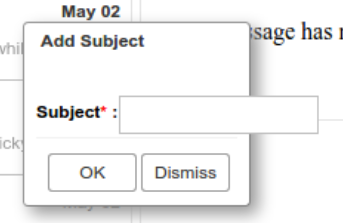 May 02
ssage has
Add Subject
Subject* :
OK Dismiss